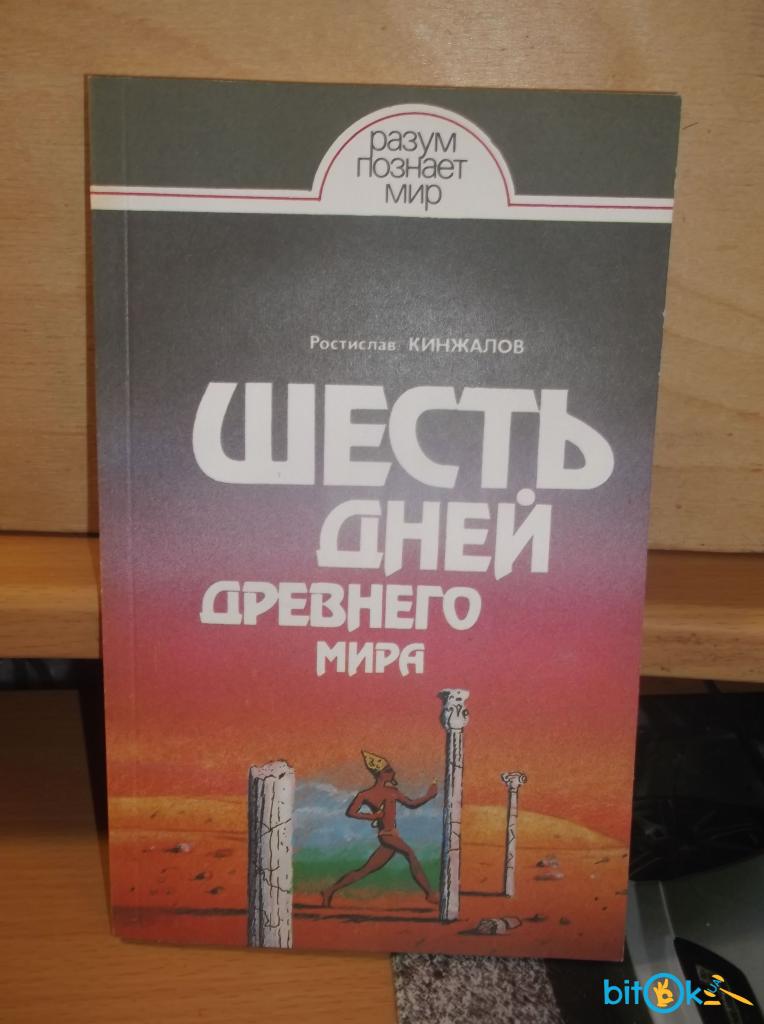 разум
познает
мир
Ростислав КИНЖАЛОВ
ШЕСТЬ
ДНЕЙ
ДРЕВНЕГО
МИРА
bitok